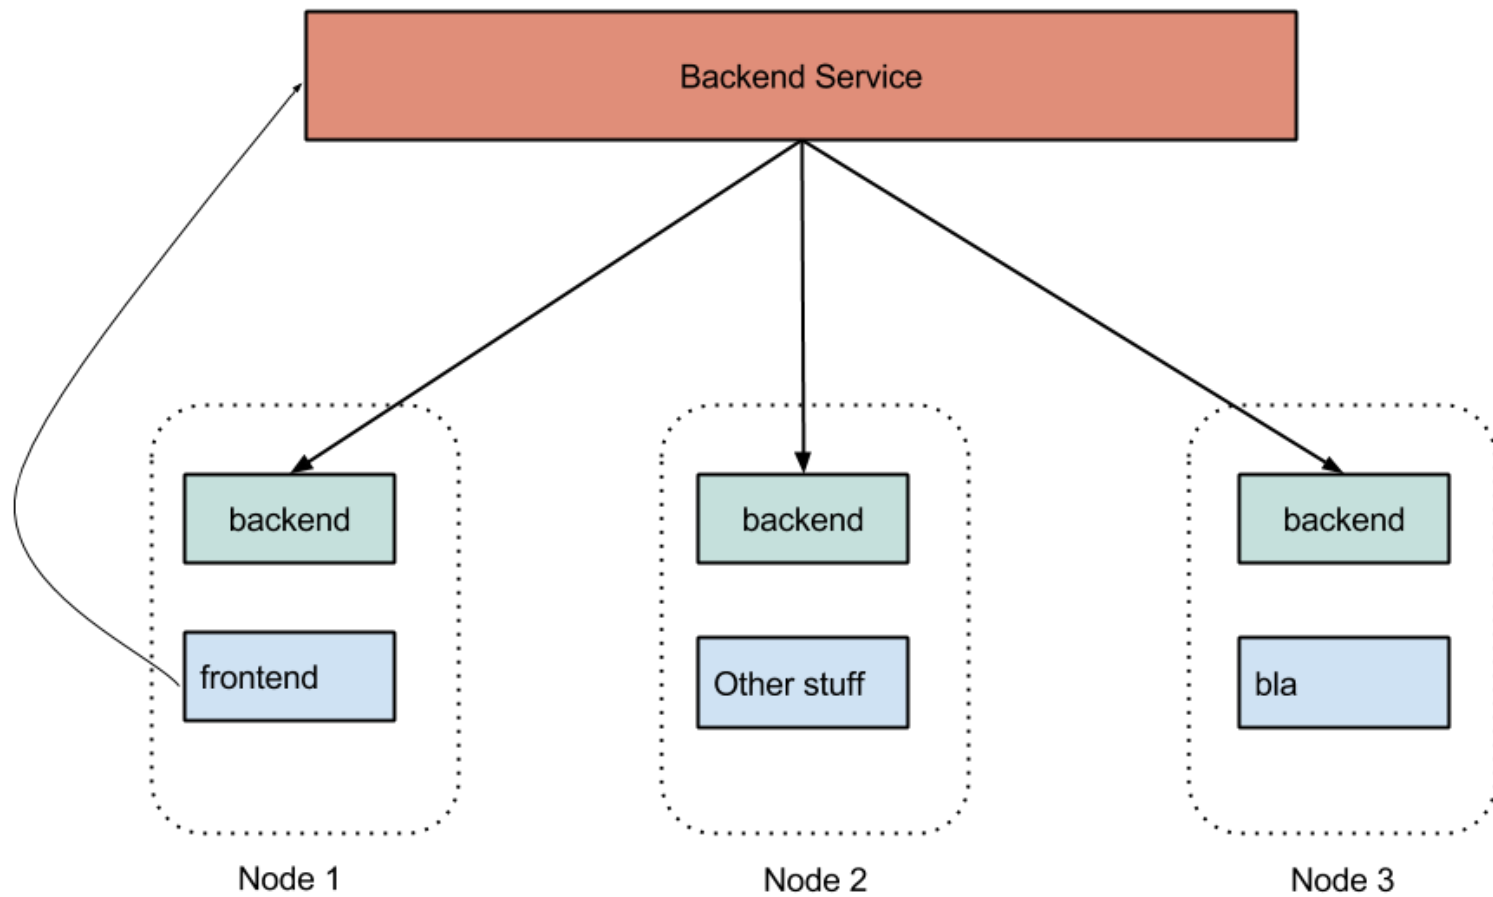 Backend Service
backend
backend
backend
frontend
Other stuff
bla
Node 1
Node 2
Node 3